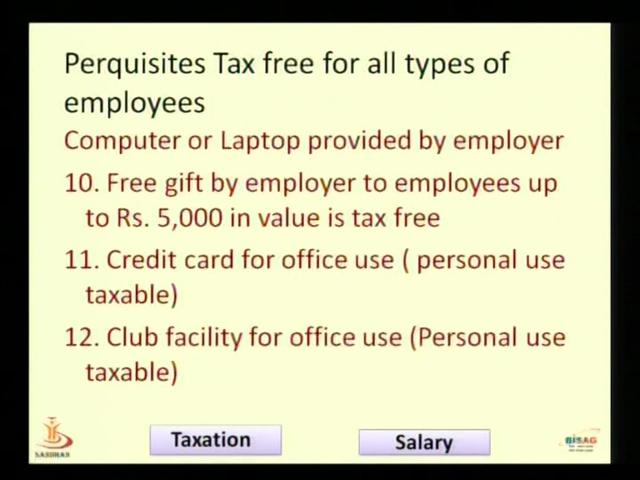 Perquisites Tax free for all types of
employees
Computer or Laptop provided by employer
10. Free gift by employer to employees up
to Rs. 5,000 in value is tax free
11. Credit card for office use ( personal use
taxable)
12. Club facility for office use (Personal use
taxable)
Taxation
Salary
SANDHAN
BISAG